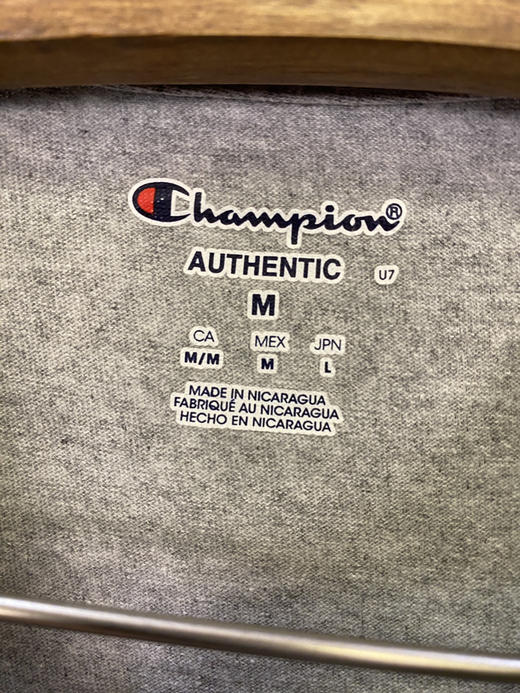 Champion®
AUTHENTIC U7
M
CA MEX JPN
M/M M L
MADE IN NICARAGUA
FABRIQUÉ AU NICARAGUA
HECHO EN NICARAGUA